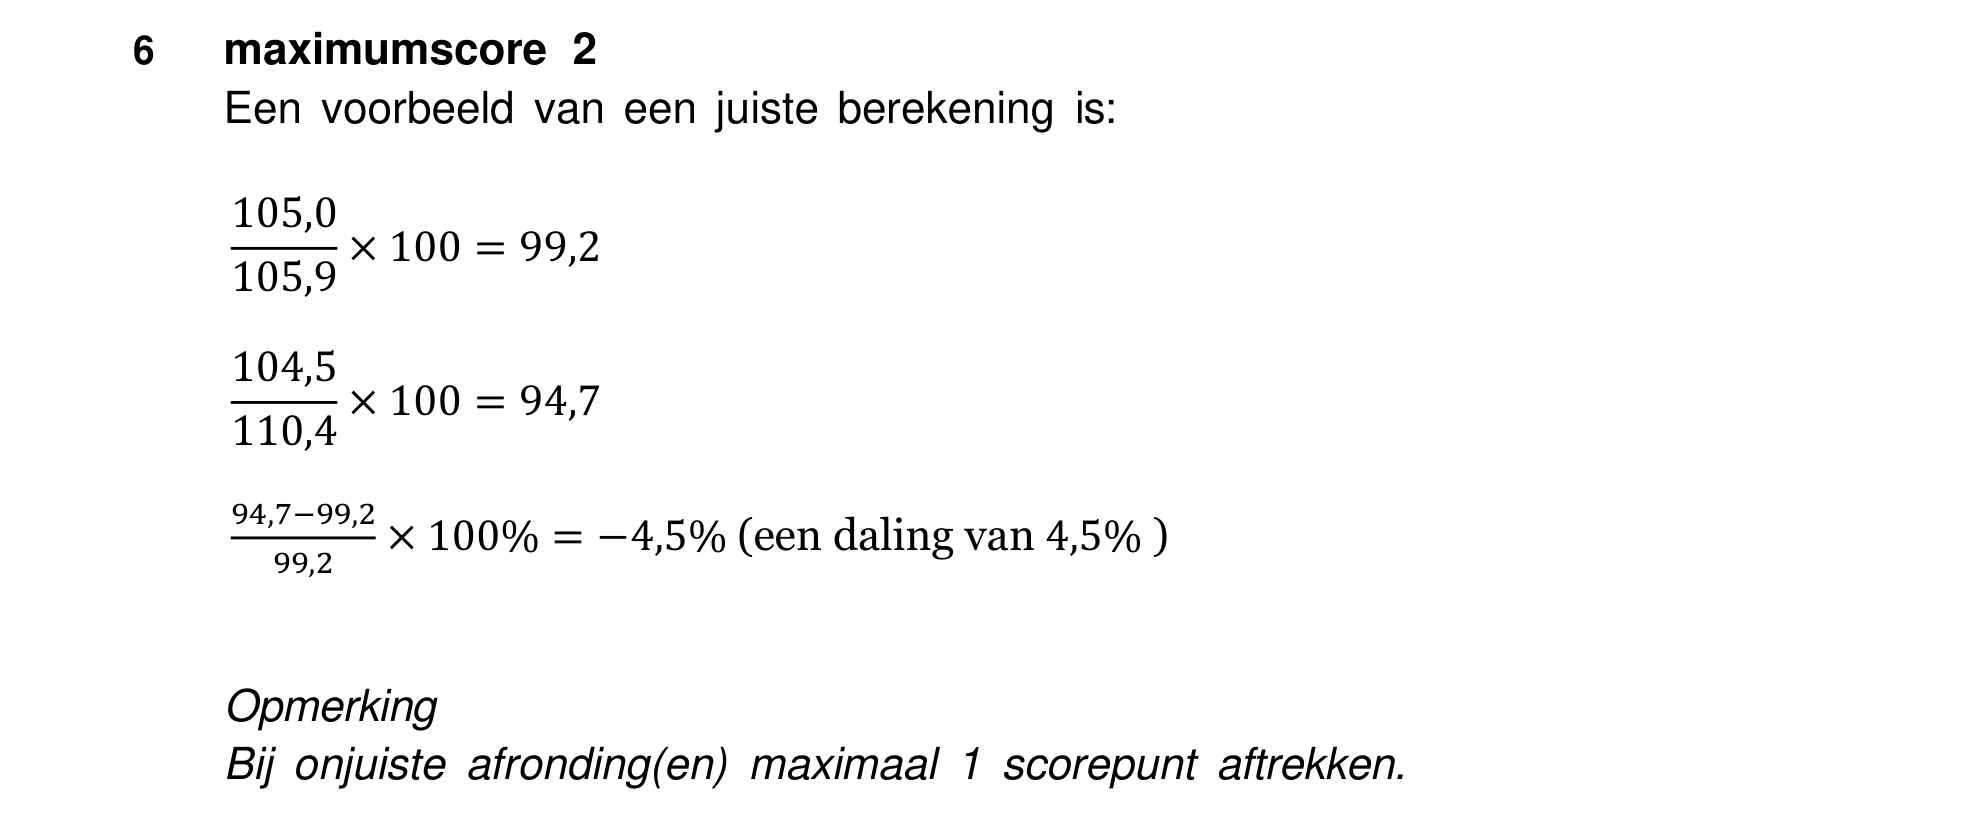 6 maximumscore 2
Een voorbeeld van een juiste berekening is:
105,0
105,9 × 100 = 99,2
104,5
110,4 × 100 = 94,7
94,7−99,2
99,2 × 100% = −4,5% (een daling van 4,5% )
Opmerking
Bij onjuiste afronding(en) maximaal 1 scorepunt aftrekken.